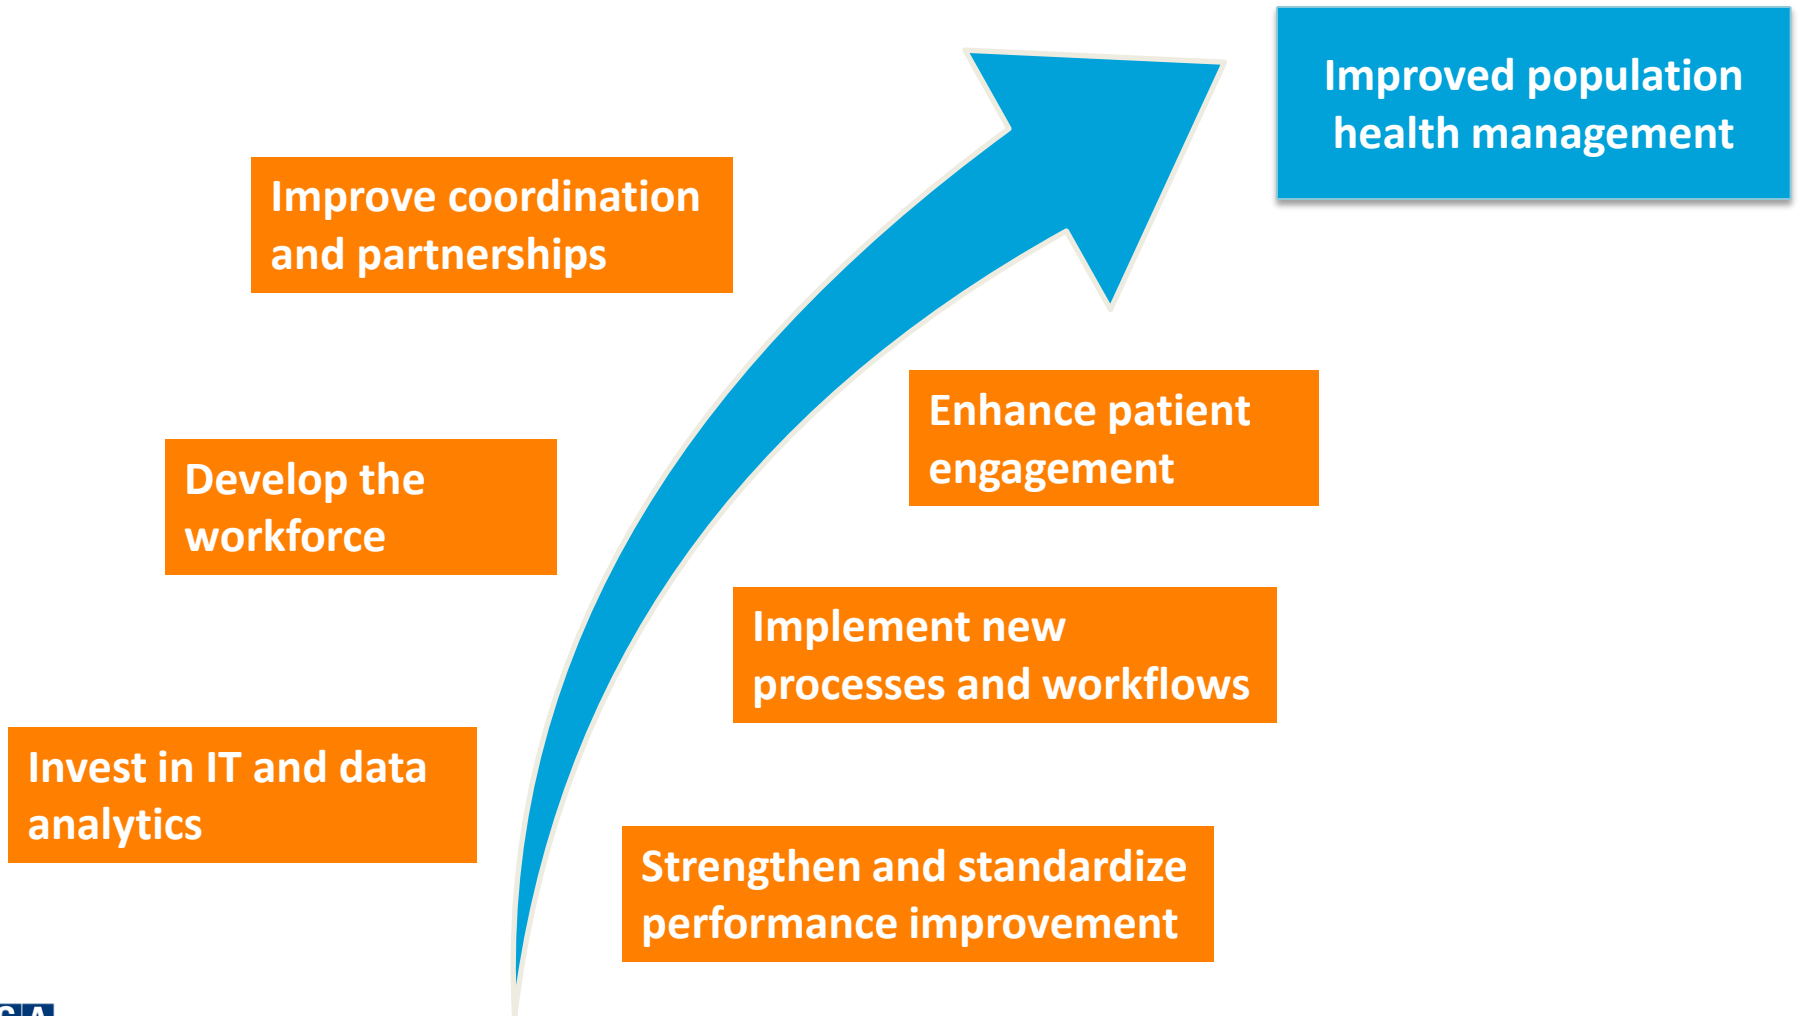 Improved population
health management
Improve coordination
and partnerships
Enhance patient
engagement
Develop the
workforce
Implement new
processes and workflows
Invest in IT and data
analytics
Strengthen and standardize
performance improvement